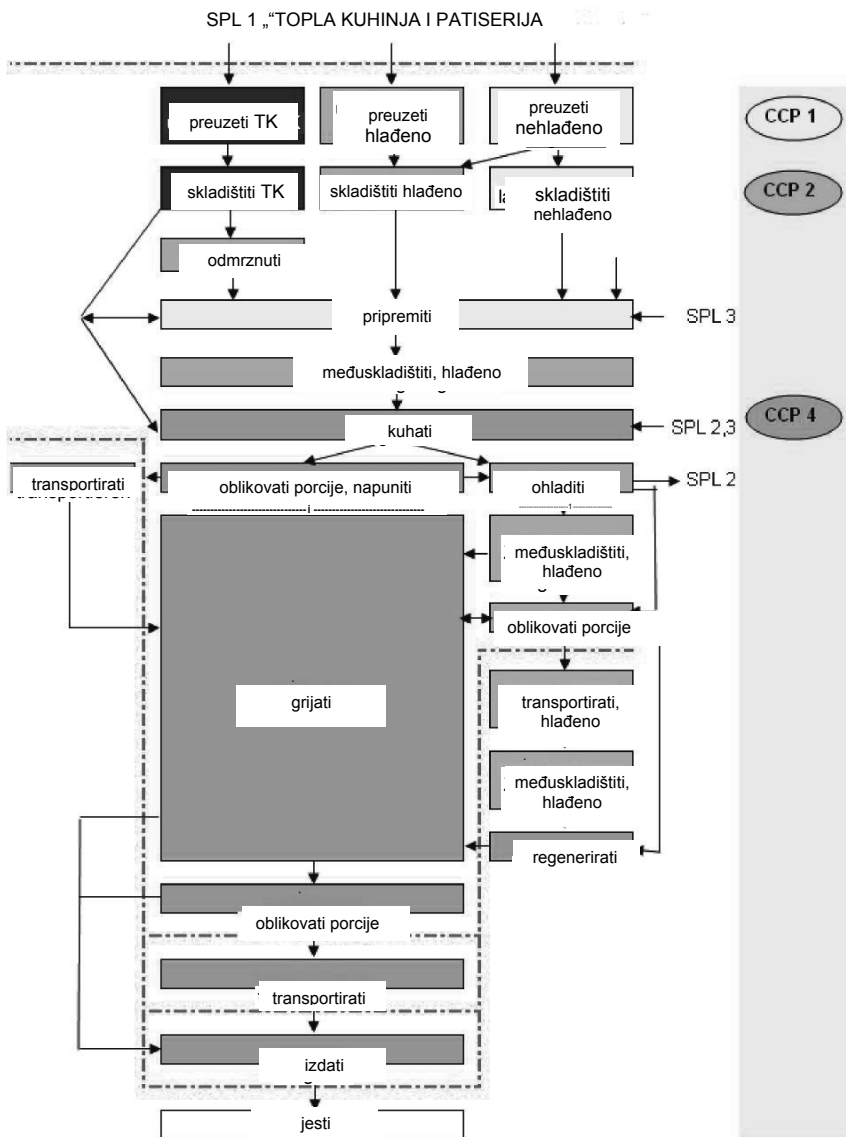 SPL 1 „“TOPLA KUHINJA I PATISERIJA
preuzeti TK
preuzeti
hlađeno
preuzeti
nehlađeno
CCP 1
skladištiti TK
skladištiti hlađeno
skladištiti
nehlađeno
CCP 2
odmrznuti
pripremiti
SPL 3
međuskladištiti, hlađeno
kuhati
SPL 2,3
CCP 4
transportirati
oblikovati porcije, napuniti
ohladiti
SPL 2
međuskladištiti,
hlađeno
oblikovati porcije
grijati
transportirati,
hlađeno
međuskladištiti,
hlađeno
regenerirati
oblikovati porcije
transportirati
izdati
jesti